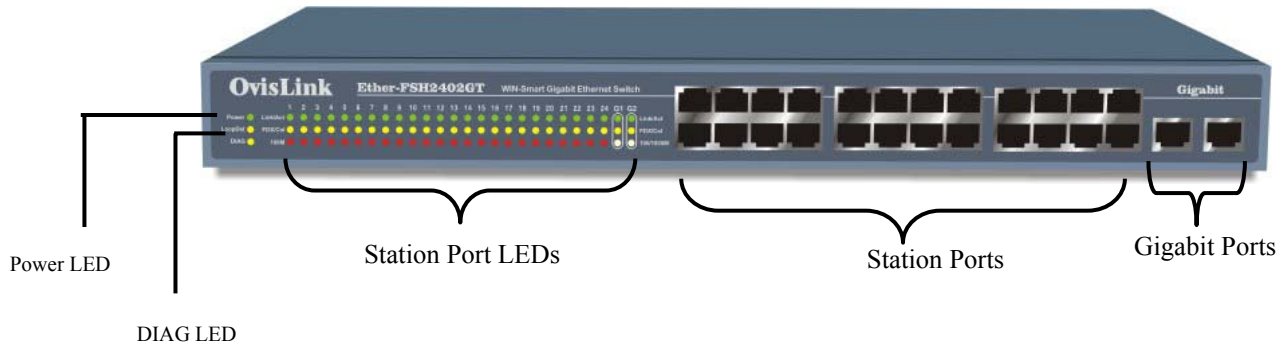 OvisLink Ether-FSH2402GT WIN-Smart Gigabit Ethernet Switch
Gigabit
1 2 3 4 5 6 7 8 9 10 11 12 13 14 15 16 17 18 19 20 21 22 23 24 G1 G2
Power Link/Act Link/Act
LoopDet FDX/Col FDX/Col
DIAG 100M 100/1000M
Power LED
Station Port LEDs
Station Ports
Gigabit Ports
DIAG LED